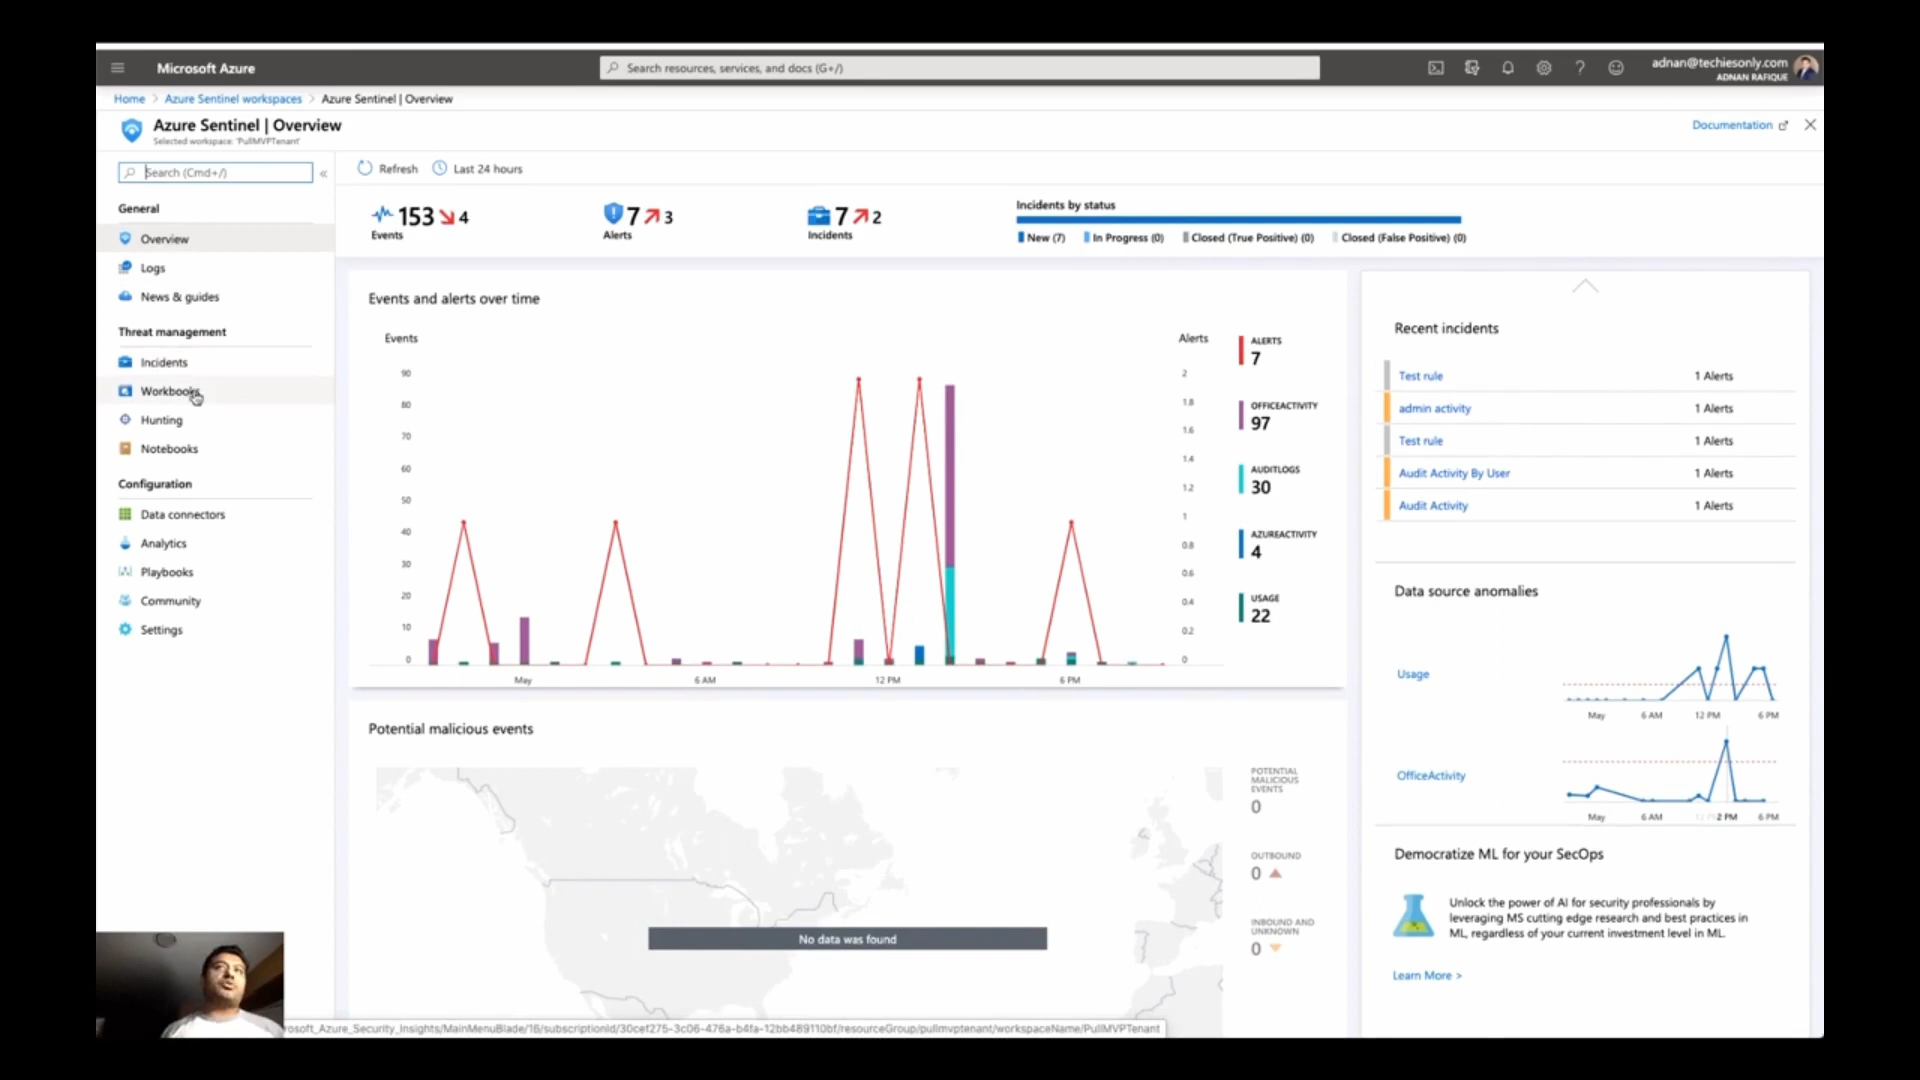 Microsoft Azure
Search resources, services, and docs (G+/)
adnan@techiesonly.com
ADNAN RAFIQUE
Home > Azure Sentinel workspaces > Azure Sentinel | Overview
Azure Sentinel | Overview
Selected workspace: 'PullMVPTenant'
Documentation
Search (Cmd+/)
«
Refresh
Last 24 hours
General
Overview
Logs
News & guides
Threat management
Incidents
Workbooks
Hunting
Notebooks
Configuration
Data connectors
Analytics
Playbooks
Community
Settings
153 4
Events
7 3
Alerts
7 2
Incidents
Incidents by status
New (7) In Progress (0) Closed (True Positive) (0) Closed (False Positive) (0)
Events and alerts over time
Events
Alerts
90
80
70
60
50
40
30
20
10
0
2
1.8
1.6
1.4
1.2
1
0.8
0.6
0.4
0.2
0
May 6 AM 12 PM 6 PM
ALERTS
7
OFFICEACTIVITY
97
AUDITLOGS
30
AZUREACTIVITY
4
USAGE
22
Recent incidents
Test rule 1 Alerts
admin activity 1 Alerts
Test rule 1 Alerts
Audit Activity By User 1 Alerts
Audit Activity 1 Alerts
Data source anomalies
Usage
May 6 AM 12 PM 6 PM
OfficeActivity
May 6 AM 2 PM 6 PM
Democratize ML for your SecOps
Unlock the power of AI for security professionals by
leveraging MS cutting edge research and best practices in
ML, regardless of your current investment level in ML.
Learn More >
Potential malicious events
No data was found
POTENTIAL
MALICIOUS
EVENTS
0
OUTBOUND
0
INBOUND AND
UNKNOWN
0
rosoft_Azure_Security_Insights/MainMenuBlade/16/subscriptionId/30cef275-3c06-476a-b4fa-12bb489110bf/resourceGroup/pullmvptenant/workspaceName/PullMVPTenant